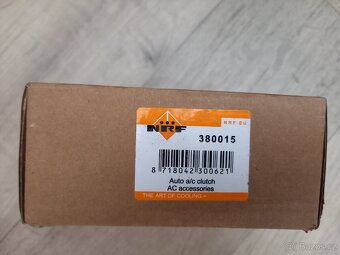 NRF
NRF EU
380015
8 718042 300621
Auto a/c clutch
AC accessories
THE ART OF COOLING